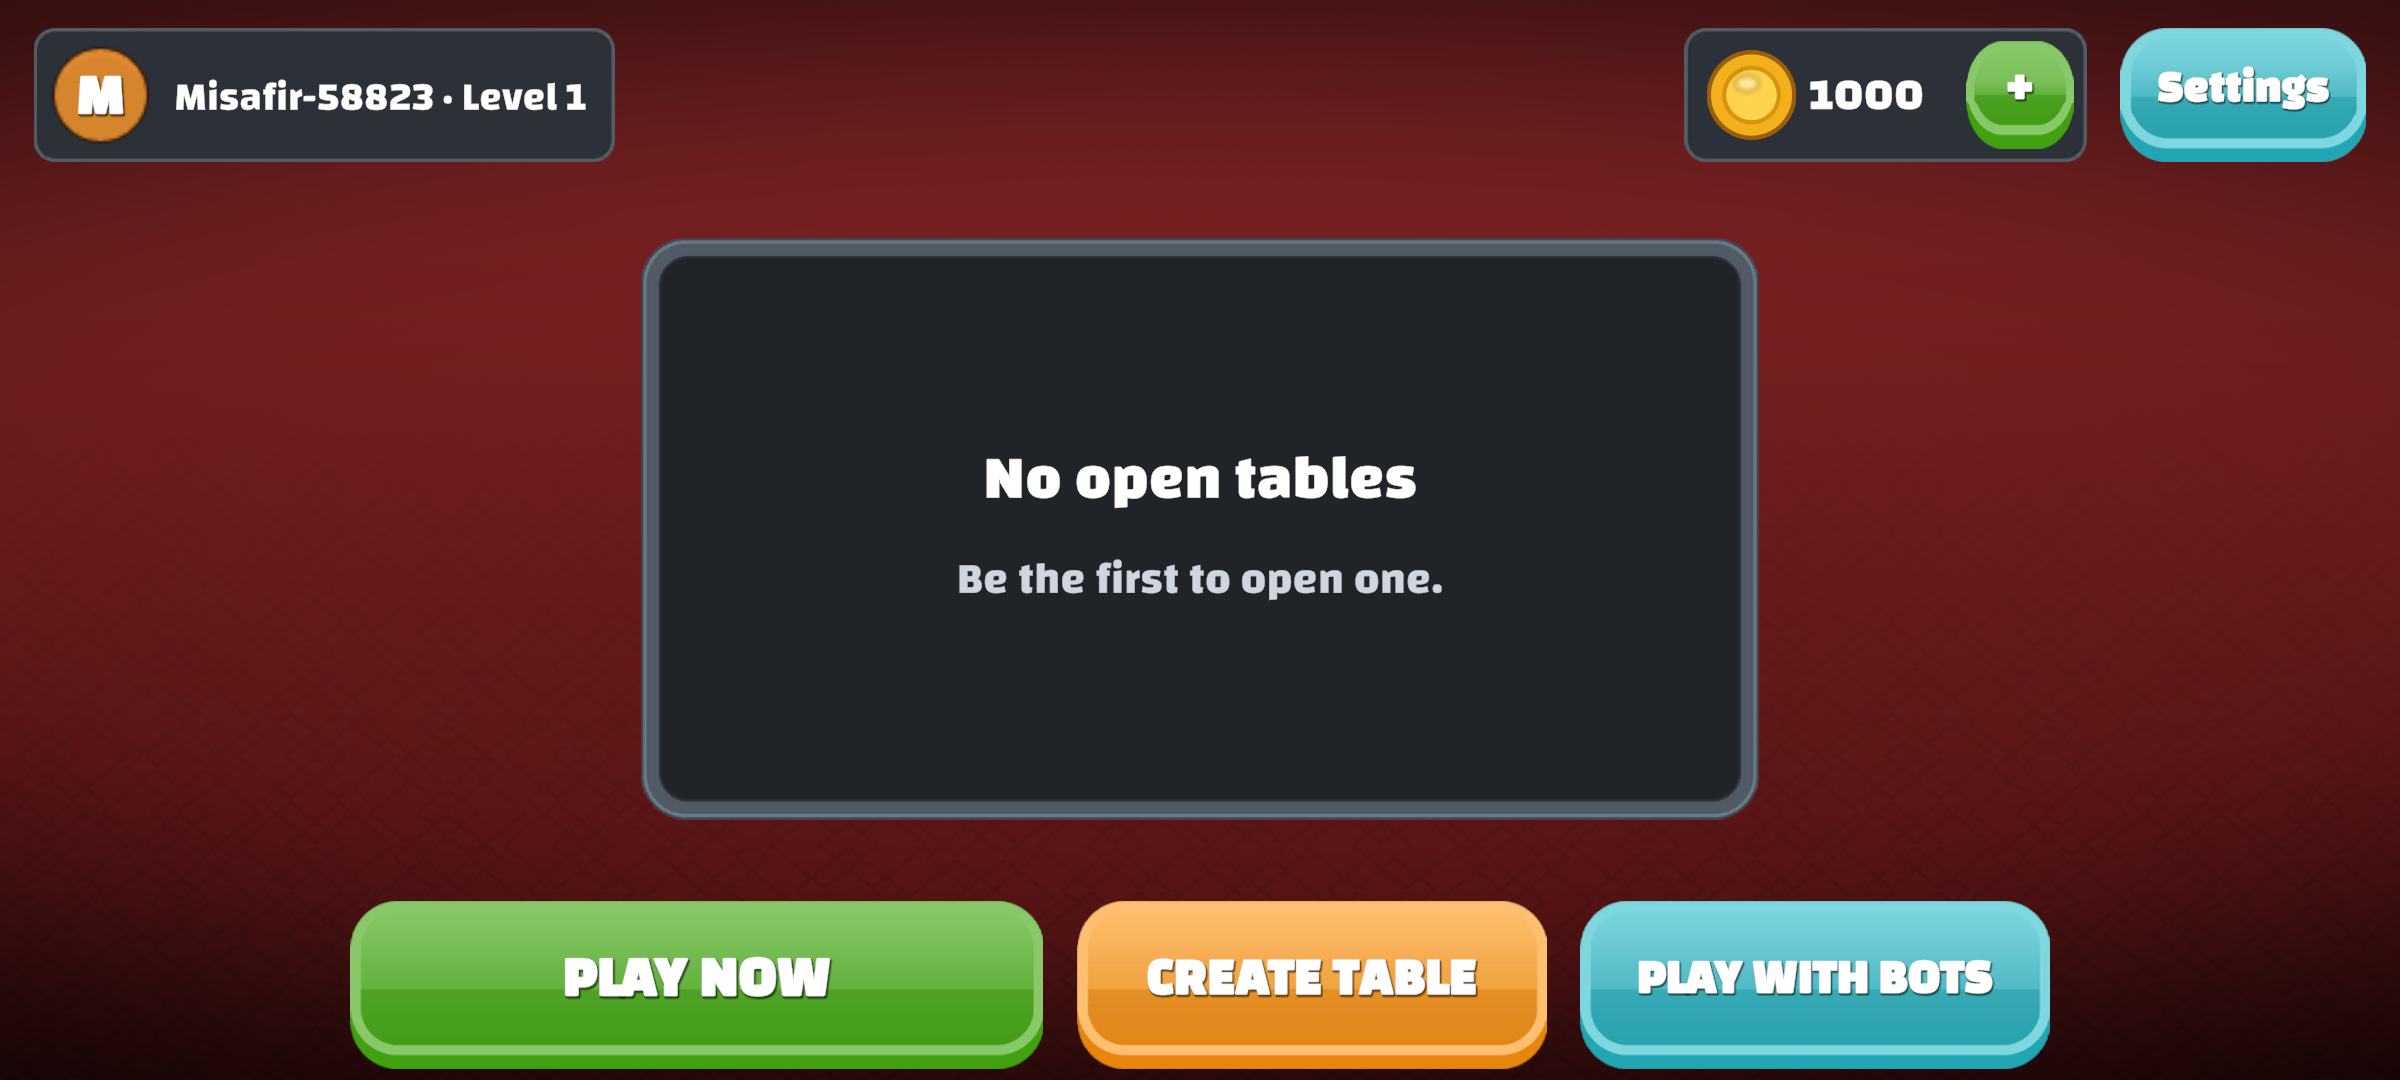 M
Misafir-58823 · Level 1
1000
+
Settings
No open tables
Be the first to open one.
PLAY NOW
CREATE TABLE
PLAY WITH BOTS